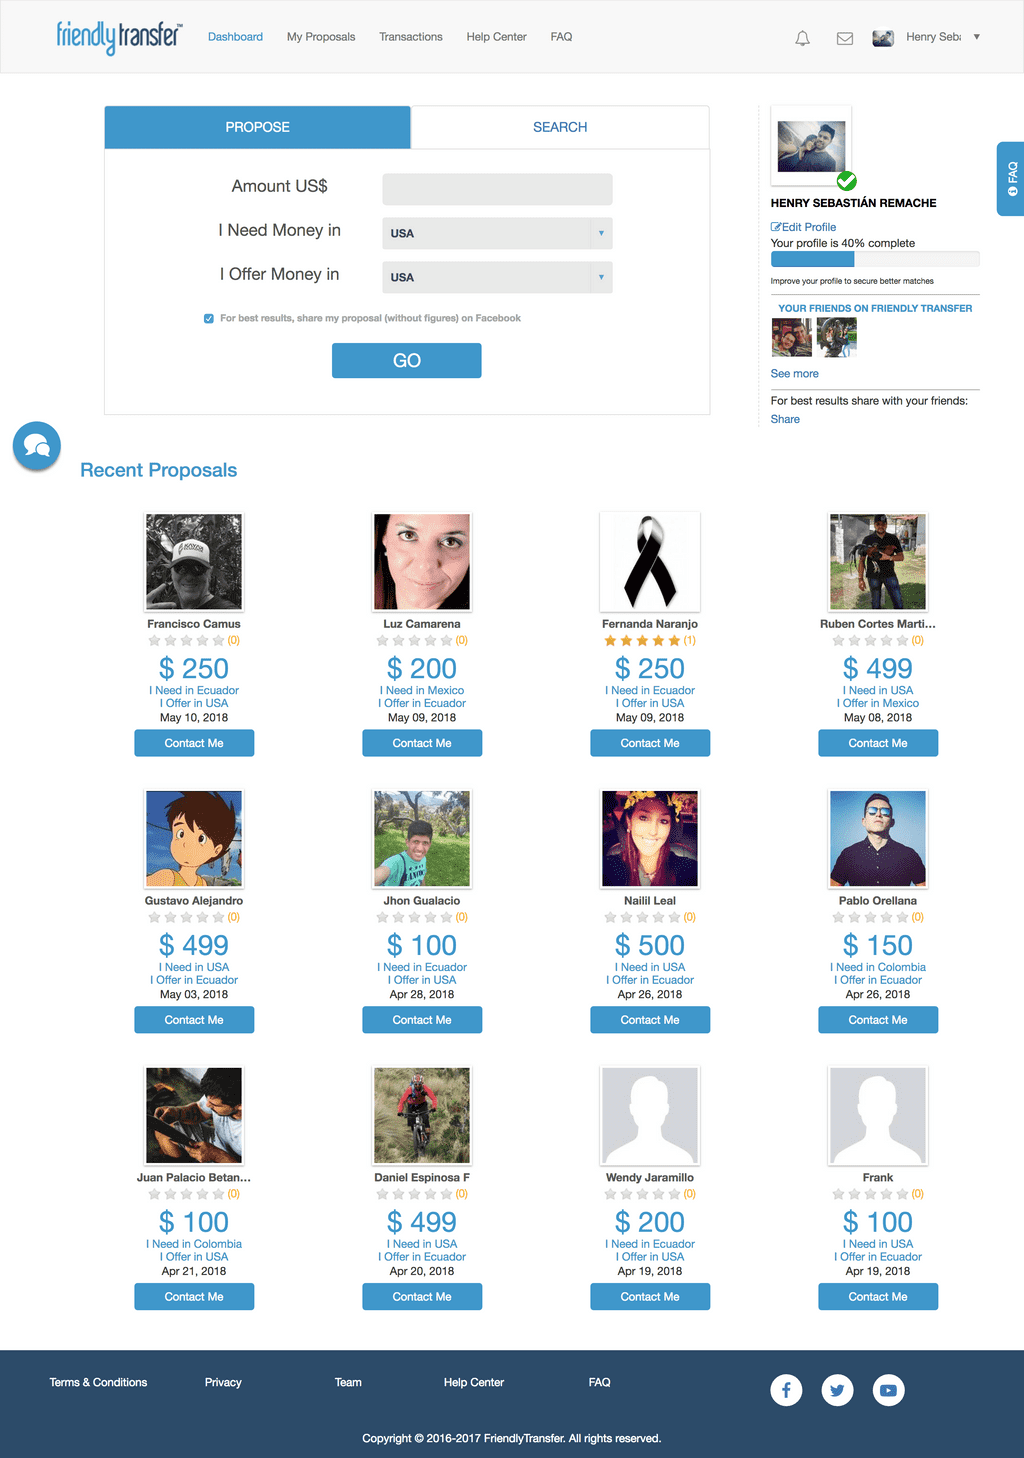 friendlytransfer™
Dashboard My Proposals Transactions Help Center FAQ
PROPOSE SEARCH
Amount US$
I Need Money in USA
I Offer Money in USA
For best results, share my proposal (without figures) on Facebook
GO
HENRY SEBASTIÁN REMACHE
Edit Profile
Your profile is 40% complete
Improve your profile to secure better matches
YOUR FRIENDS ON FRIENDLY TRANSFER
See more
For best results share with your friends:
Share
FAQ
Recent Proposals
Francisco Camus
(0)
$ 250
I Need in Ecuador
I Offer in USA
May 10, 2018
Contact Me
Luz Camarena
(0)
$ 200
I Need in Mexico
I Offer in Ecuador
May 09, 2018
Contact Me
Fernanda Naranjo
(1)
$ 250
I Need in Ecuador
I Offer in USA
May 09, 2018
Contact Me
Ruben Cortes Marti...
(0)
$ 499
I Need in USA
I Offer in Mexico
May 08, 2018
Contact Me
Gustavo Alejandro
(0)
$ 499
I Need in USA
I Offer in Ecuador
May 03, 2018
Contact Me
Jhon Gualacio
(0)
$ 100
I Need in Ecuador
I Offer in USA
Apr 28, 2018
Contact Me
Nailil Leal
(0)
$ 500
I Need in USA
I Offer in Ecuador
Apr 26, 2018
Contact Me
Pablo Orellana
(0)
$ 150
I Need in Colombia
I Offer in Ecuador
Apr 26, 2018
Contact Me
Juan Palacio Betan...
(0)
$ 100
I Need in Colombia
I Offer in USA
Apr 21, 2018
Contact Me
Daniel Espinosa F
(0)
$ 499
I Need in USA
I Offer in Ecuador
Apr 20, 2018
Contact Me
Wendy Jaramillo
(0)
$ 200
I Need in Ecuador
I Offer in USA
Apr 19, 2018
Contact Me
Frank
(0)
$ 100
I Need in USA
I Offer in Ecuador
Apr 19, 2018
Contact Me
Terms & Conditions Privacy Team Help Center FAQ
Copyright © 2016-2017 FriendlyTransfer. All rights reserved.